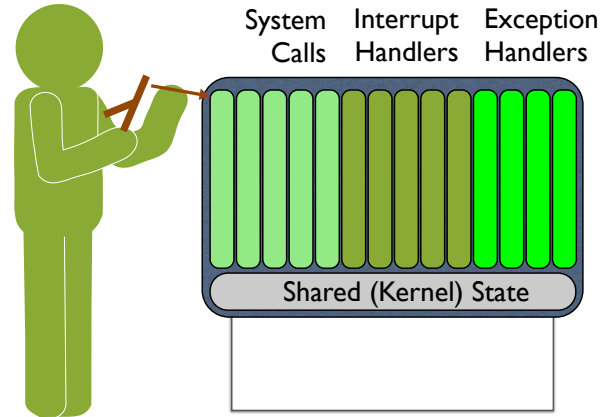 System Calls
Interrupt Handlers
Exception Handlers
Shared (Kernel) State